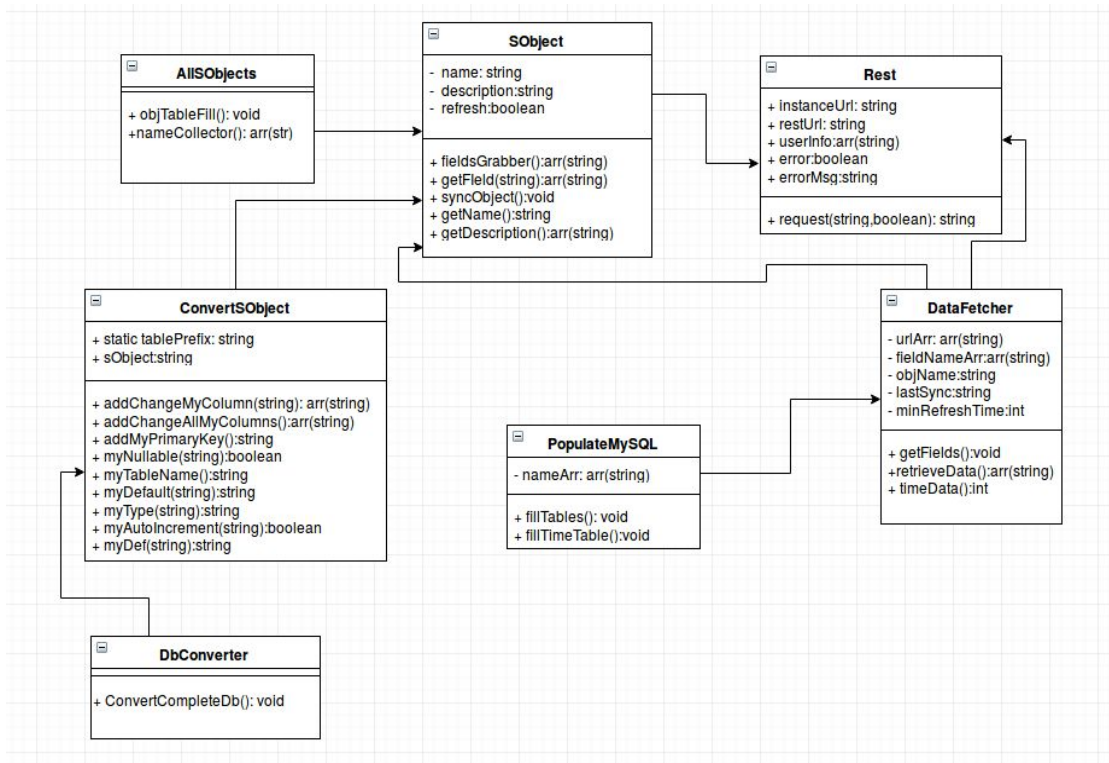 AllSObjects
+ objTableFill(): void
+nameCollector(): arr(str)
SObject
- name: string
- description:string
- refresh:boolean
+ fieldsGrabber():arr(string)
+ getField(string):arr(string)
+ syncObject():void
+ getName():string
+ getDescription():arr(string)
Rest
+ instanceUrl: string
+ restUrl: string
+ userInfo:arr(string)
+ error:boolean
+ errorMsg:string
+ request(string,boolean): string
ConvertSObject
+ static tablePrefix: string
+ sObject:string
+ addChangeMyColumn(string): arr(string)
+ addChangeAllMyColumns():arr(string)
+ addMyPrimaryKey():string
+ myNullable(string):boolean
+ myTableName():string
+ myDefault(string):string
+ myType(string):string
+ myAutoIncrement(string):boolean
+ myDef(string):string
DataFetcher
- urlArr: arr(string)
- fieldNameArr:arr(string)
- objName:string
- lastSync:string
- minRefreshTime:int
+ getFields():void
+retrieveData():arr(string)
+ timeData():int
PopulateMySQL
- nameArr: arr(string)
+ fillTables(): void
+ fillTimeTable():void
DbConverter
+ ConvertCompleteDb(): void